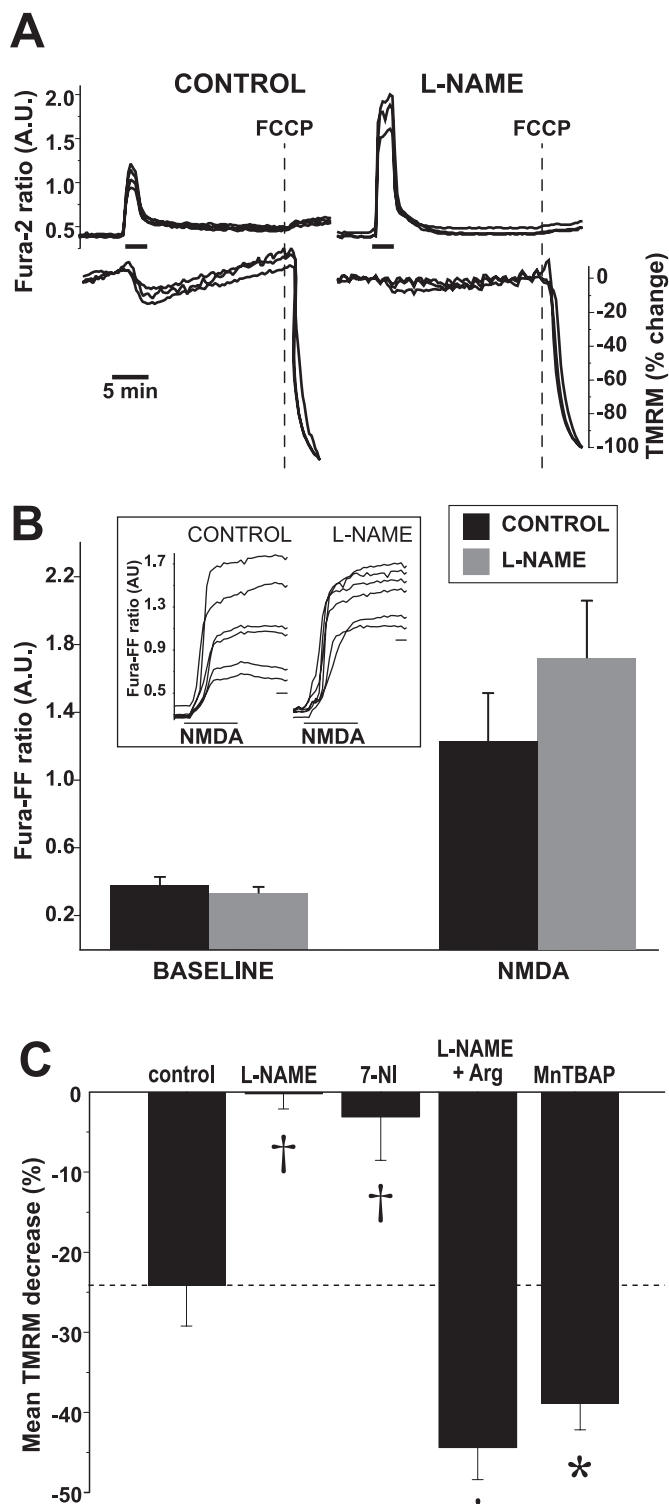 A
CONTROL L-NAME
FCCP FCCP
Fura-2 ratio (A.U.)
2.0
1.5
1.0
0.5
0
-20
-40
-60
-80
-100
TMRM (% change)
5 min
B
CONTROL
L-NAME
Fura-FF ratio (A.U.)
2.2
1.8
1.4
1.0
0.6
0.2
CONTROL L-NAME
Fura-FF ratio (AU)
1.7
1.3
0.9
0.5
NMDA NMDA
BASELINE NMDA
C
control L-NAME 7-NI L-NAME + Arg MnTBAP
Mean TMRM decrease (%)
0
-10
-20
-30
-40
-50
† † *